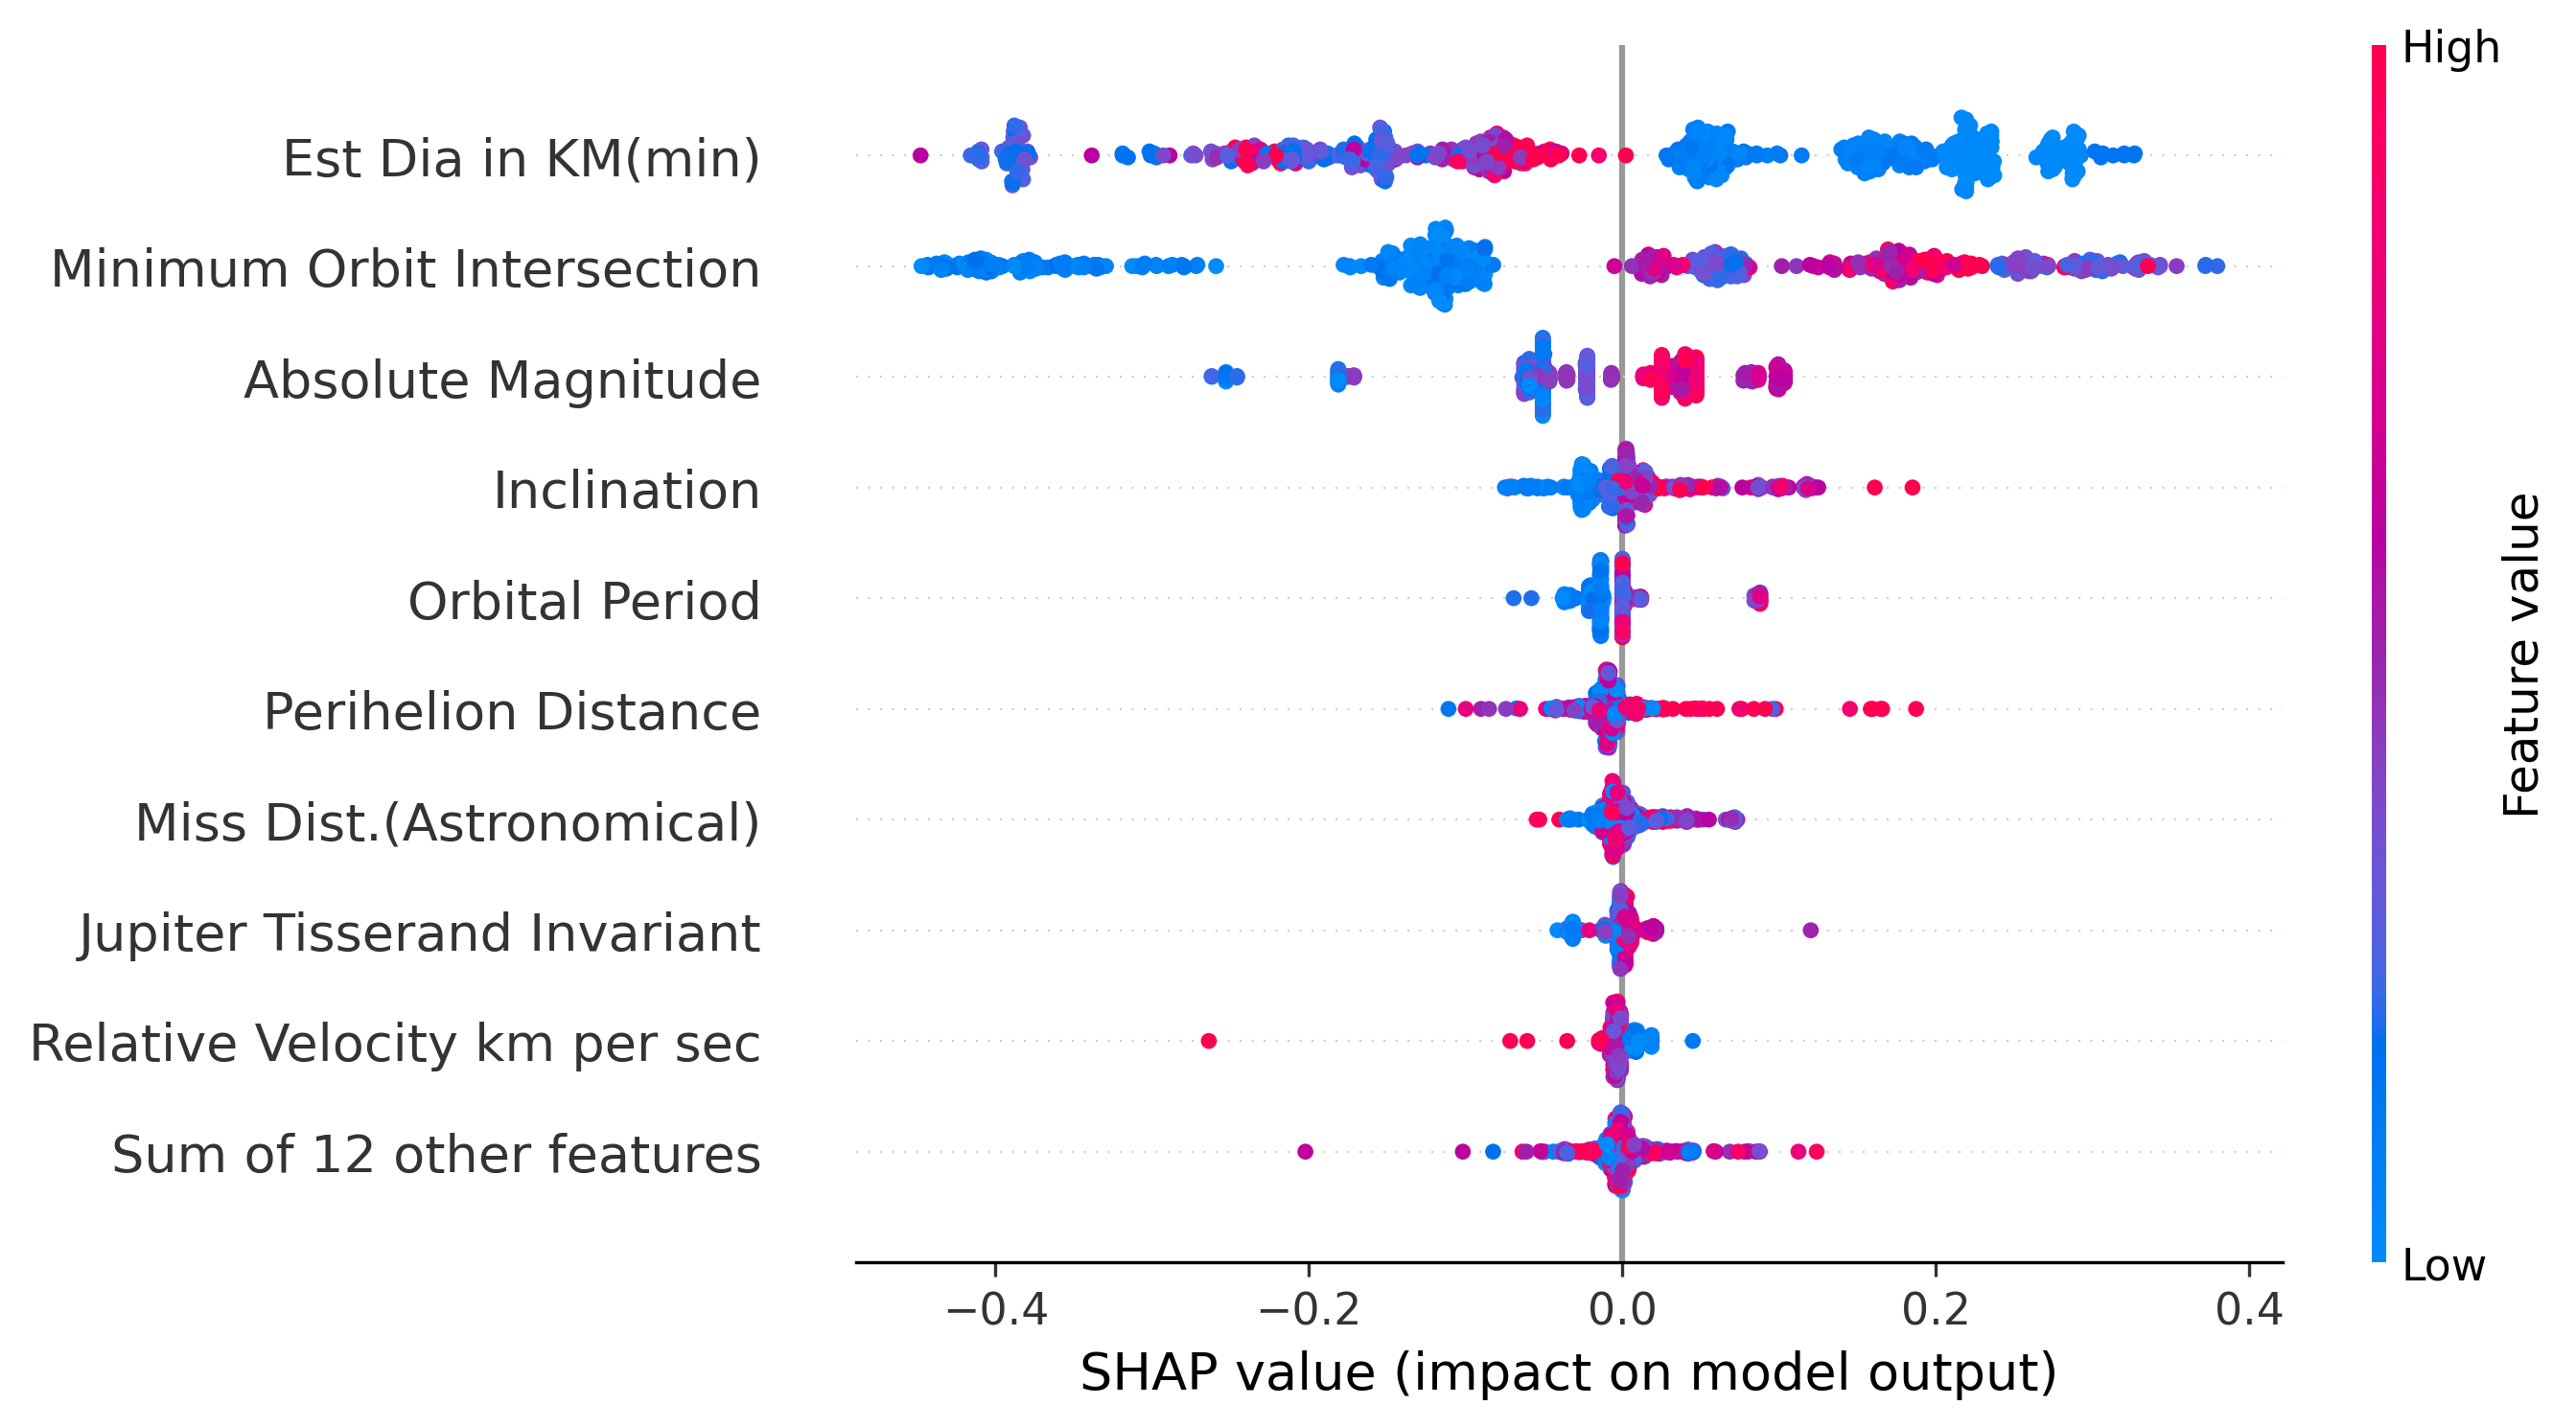 High
Est Dia in KM(min)
Minimum Orbit Intersection
Absolute Magnitude
Inclination
Orbital Period
Perihelion Distance
Miss Dist.(Astronomical)
Jupiter Tisserand Invariant
Relative Velocity km per sec
Sum of 12 other features
Feature value
Low
−0.4 −0.2 0.0 0.2 0.4
SHAP value (impact on model output)